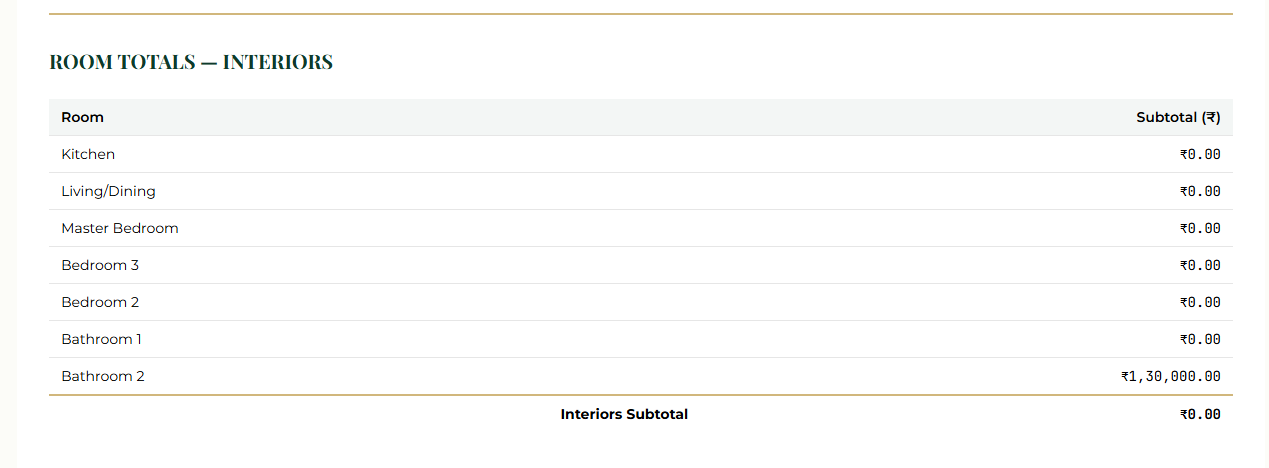 ROOM TOTALS — INTERIORS
Room Subtotal (₹)
Kitchen ₹0.00
Living/Dining ₹0.00
Master Bedroom ₹0.00
Bedroom 3 ₹0.00
Bedroom 2 ₹0.00
Bathroom 1 ₹0.00
Bathroom 2 ₹1,30,000.00
Interiors Subtotal ₹0.00